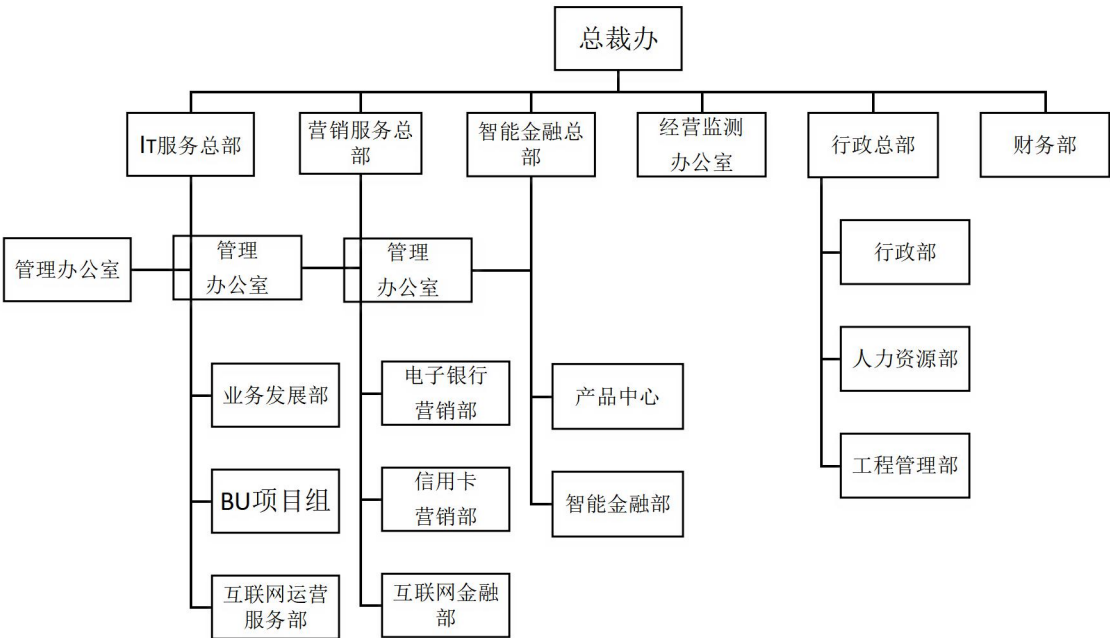 总裁办
IT服务总部
营销服务总
部
智能金融总
部
经营监测
办公室
行政总部
财务部
管理办公室
管理
办公室
管理
办公室
行政部
业务发展部
电子银行
营销部
产品中心
人力资源部
BU项目组
信用卡
营销部
智能金融部
工程管理部
互联网运营
服务部
互联网金融
部